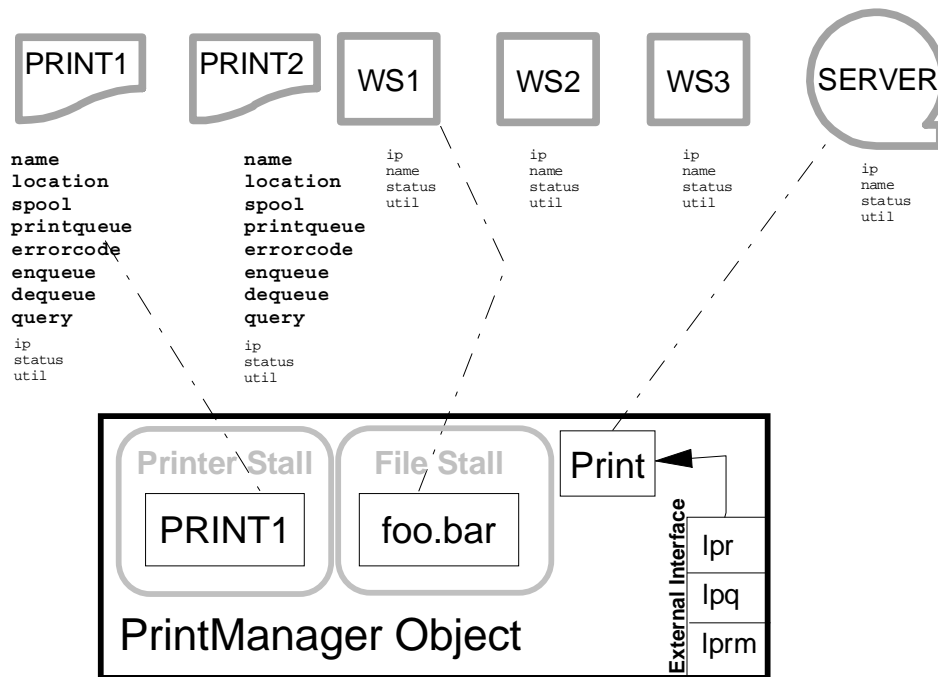 PRINT1
PRINT2
WS1
WS2
WS3
SERVER
name
location
spool
printqueue
errorcode
enqueue
dequeue
query
ip
status
util
name
location
spool
printqueue
errorcode
enqueue
dequeue
query
ip
status
util
ip
name
status
util
ip
name
status
util
ip
name
status
util
ip
name
status
util
Printer Stall
PRINT1
File Stall
foo.bar
Print
External Interface
lpr
lpq
lprm
PrintManager Object